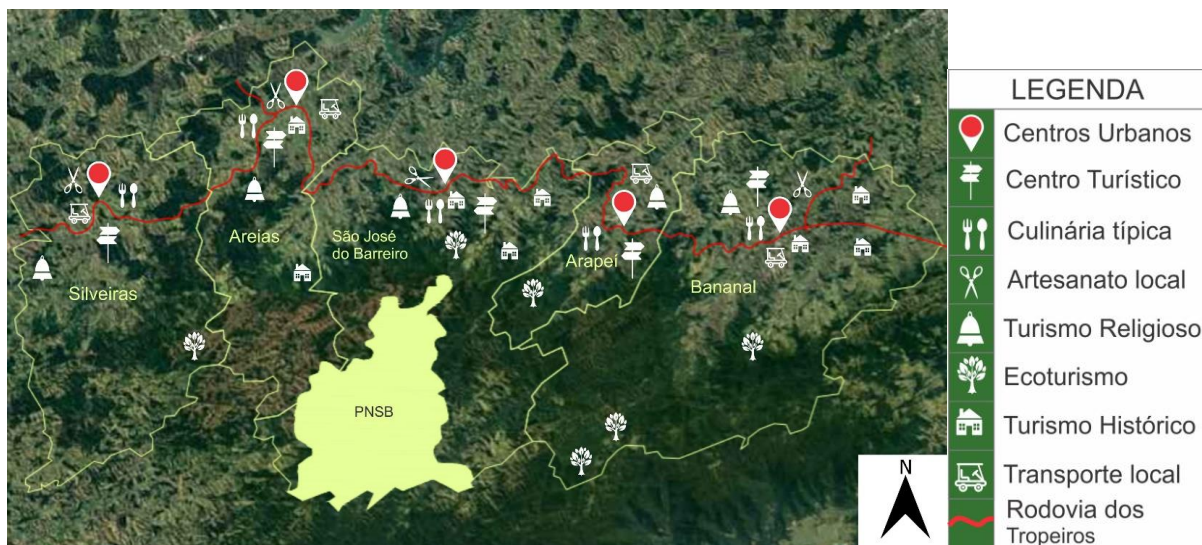 Silveiras
Areias
São José
do Barreiro
Arapeí
Bananal
PNSB
N
LEGENDA
Centros Urbanos
Centro Turístico
Culinária típica
Artesanato local
Turismo Religioso
Ecoturismo
Turismo Histórico
Transporte local
Rodovia dos
Tropeiros